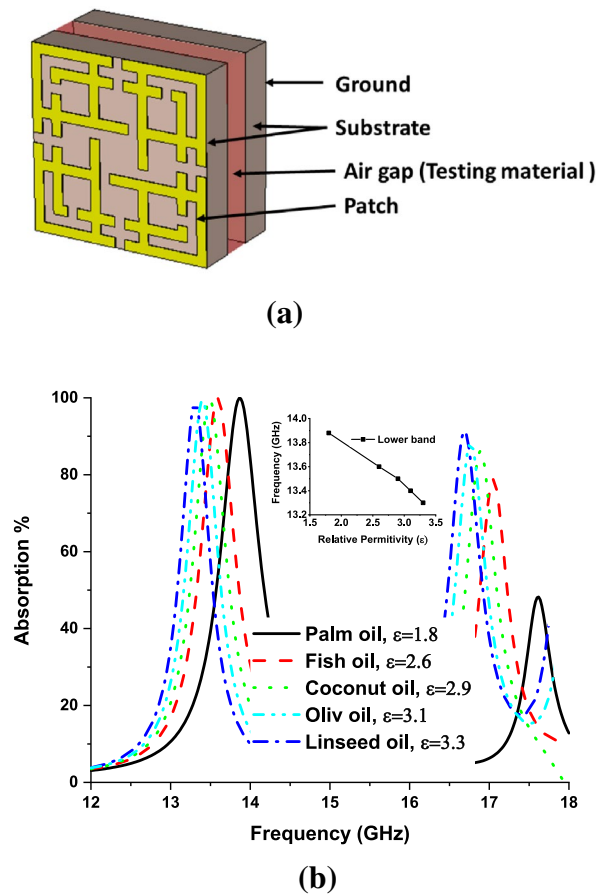 Ground
Substrate
Air gap (Testing material )
Patch
(a)
100
80
60
40
20
0
Absorption %
14.0
13.8
13.6
13.4
13.2
Frequency (GHz)
Lower band
1.5 2.0 2.5 3.0 3.5
Relative Permitivity (ε)
Palm oil, ε=1.8
Fish oil, ε=2.6
Coconut oil, ε=2.9
Oliv oil, ε=3.1
Linseed oil, ε=3.3
12 13 14 15 16 17 18
Frequency (GHz)
(b)